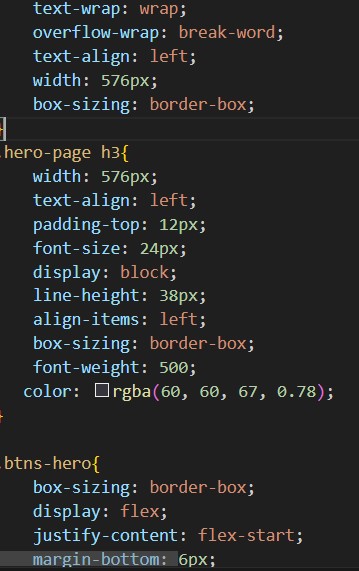 text-wrap: wrap;
overflow-wrap: break-word;
text-align: left;
width: 576px;
box-sizing: border-box;
}
.hero-page h3{
width: 576px;
text-align: left;
padding-top: 12px;
font-size: 24px;
display: block;
line-height: 38px;
align-items: left;
box-sizing: border-box;
font-weight: 500;
color: rgba(60, 60, 67, 0.78);
}
.btns-hero{
box-sizing: border-box;
display: flex;
justify-content: flex-start;
margin-bottom: 6px;